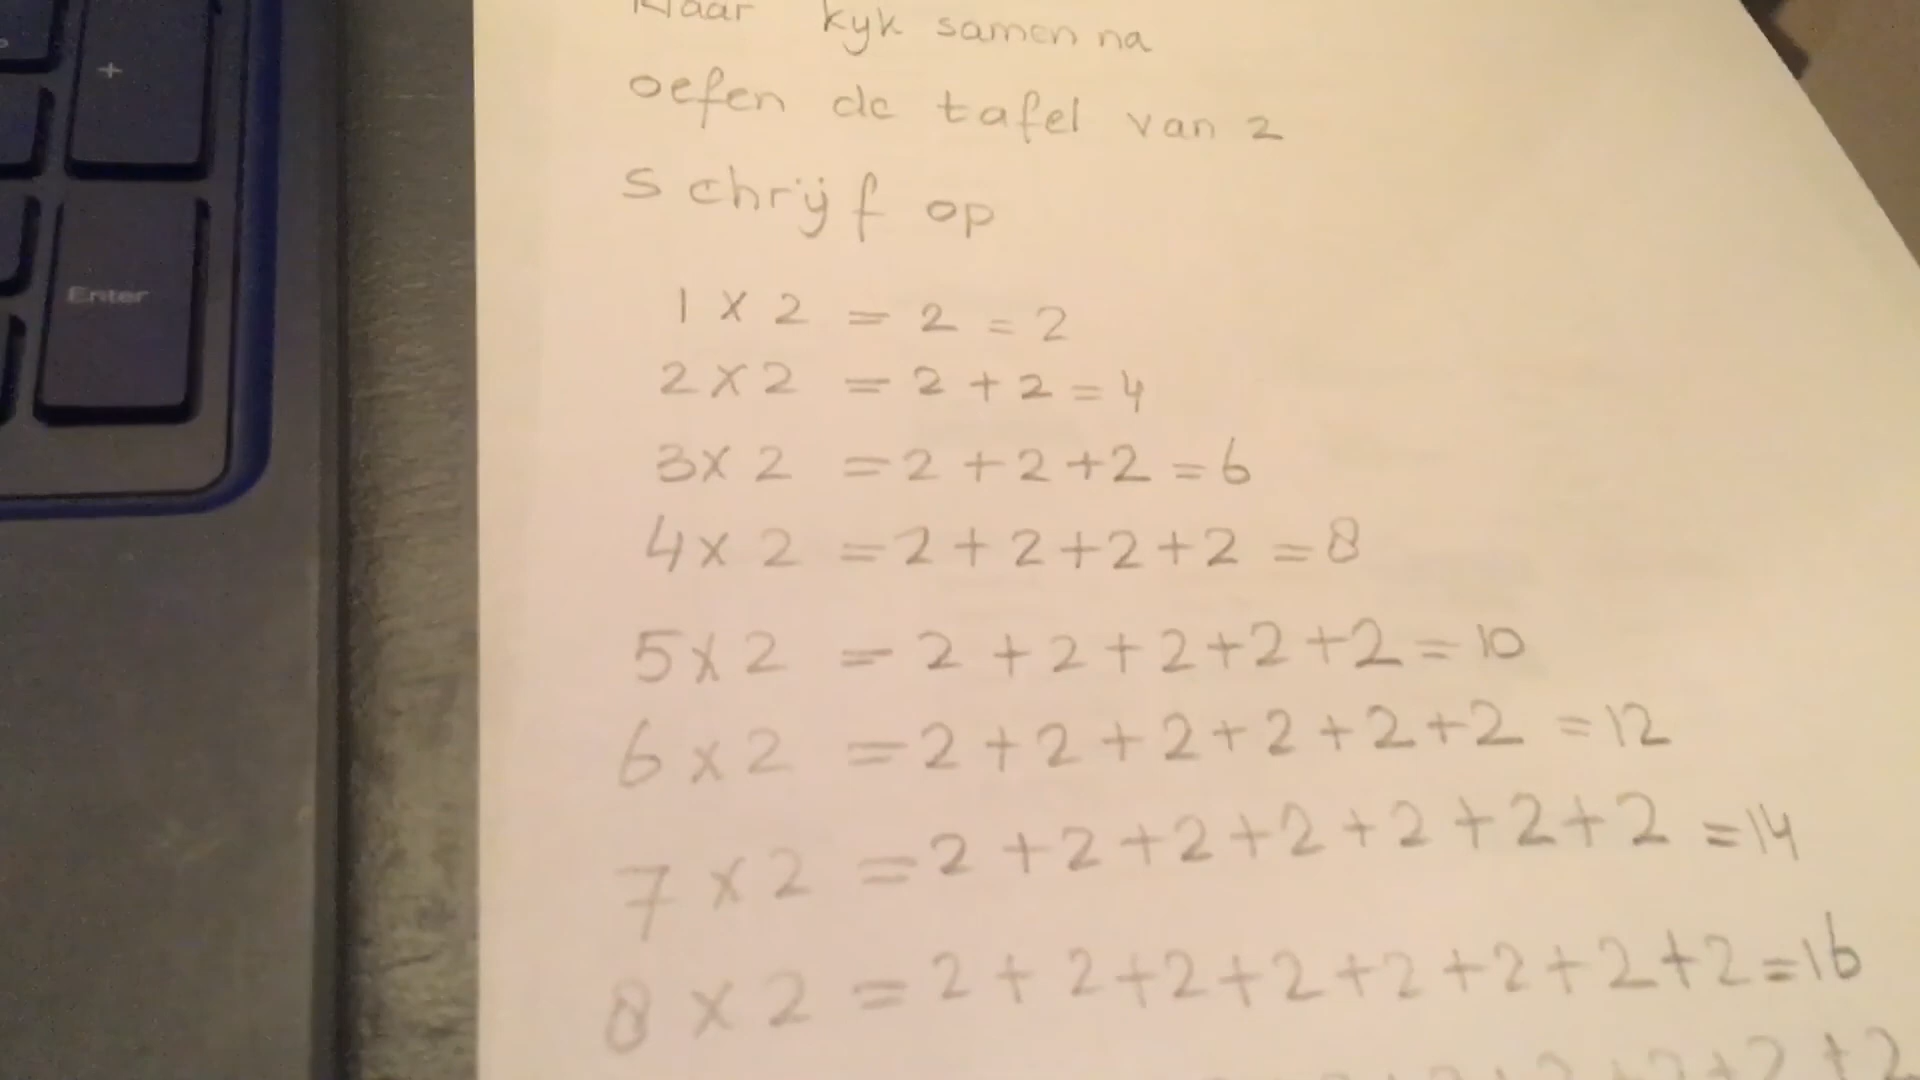 Klaar kyk samen na
oefen de tafel van 2
schrijf op
1 x 2 = 2 = 2
2 x 2 = 2 + 2 = 4
3 x 2 = 2 + 2 + 2 = 6
4 x 2 = 2 + 2 + 2 + 2 = 8
5 x 2 = 2 + 2 + 2 + 2 + 2 = 10
6 x 2 = 2 + 2 + 2 + 2 + 2 + 2 = 12
7 x 2 = 2 + 2 + 2 + 2 + 2 + 2 + 2 = 14
8 x 2 = 2 + 2 + 2 + 2 + 2 + 2 + 2 + 2 = 16
+
Enter